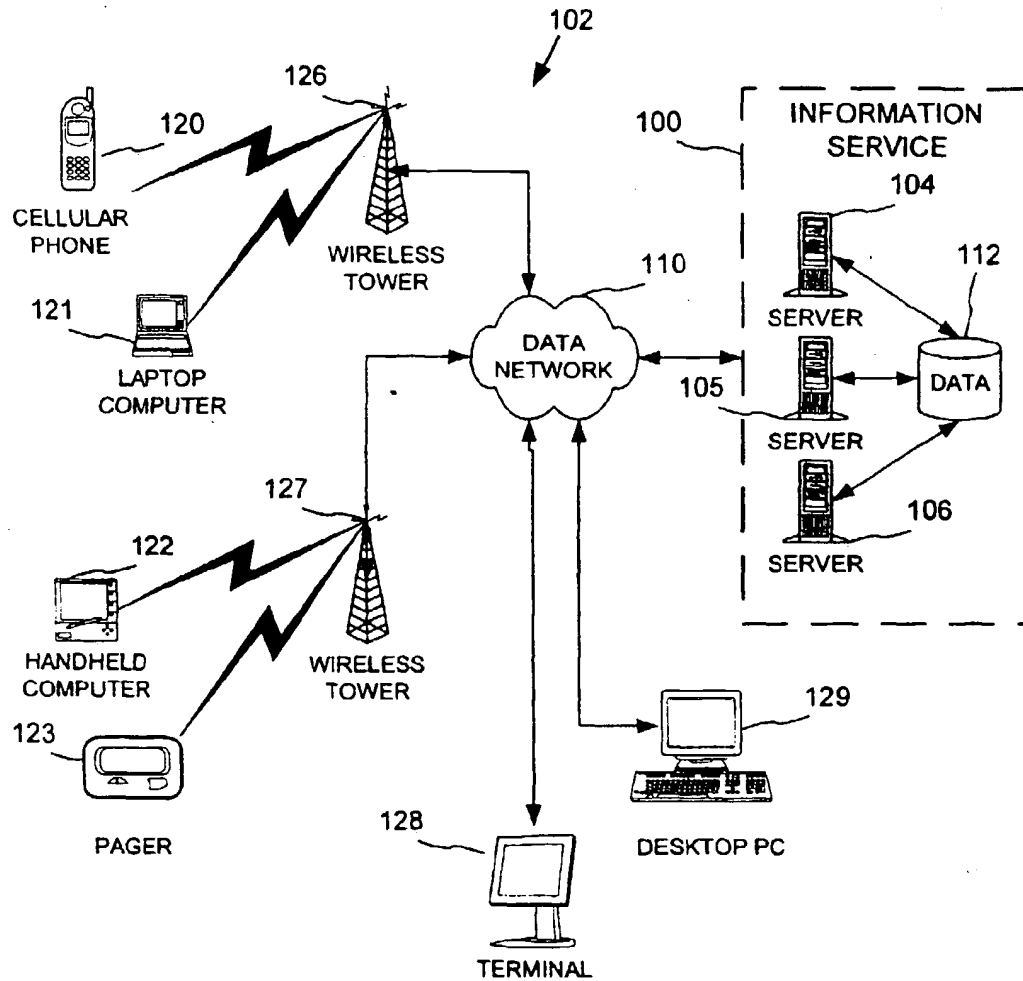 102
126
120
CELLULAR
PHONE
WIRELESS
TOWER
121
LAPTOP
COMPUTER
110
DATA
NETWORK
100
INFORMATION
SERVICE
104
SERVER
112
DATA
105
SERVER
106
SERVER
127
122
HANDHELD
COMPUTER
WIRELESS
TOWER
123
PAGER
129
DESKTOP PC
128
TERMINAL